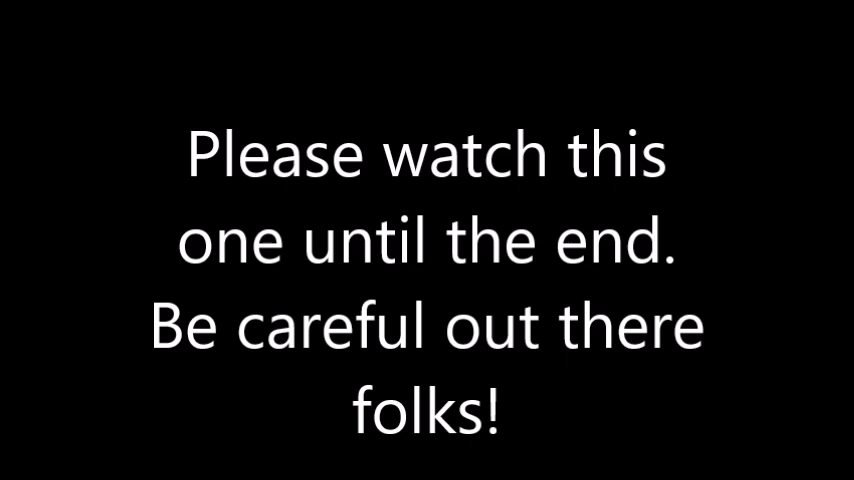 Please watch this
one until the end.
Be careful out there
folks!